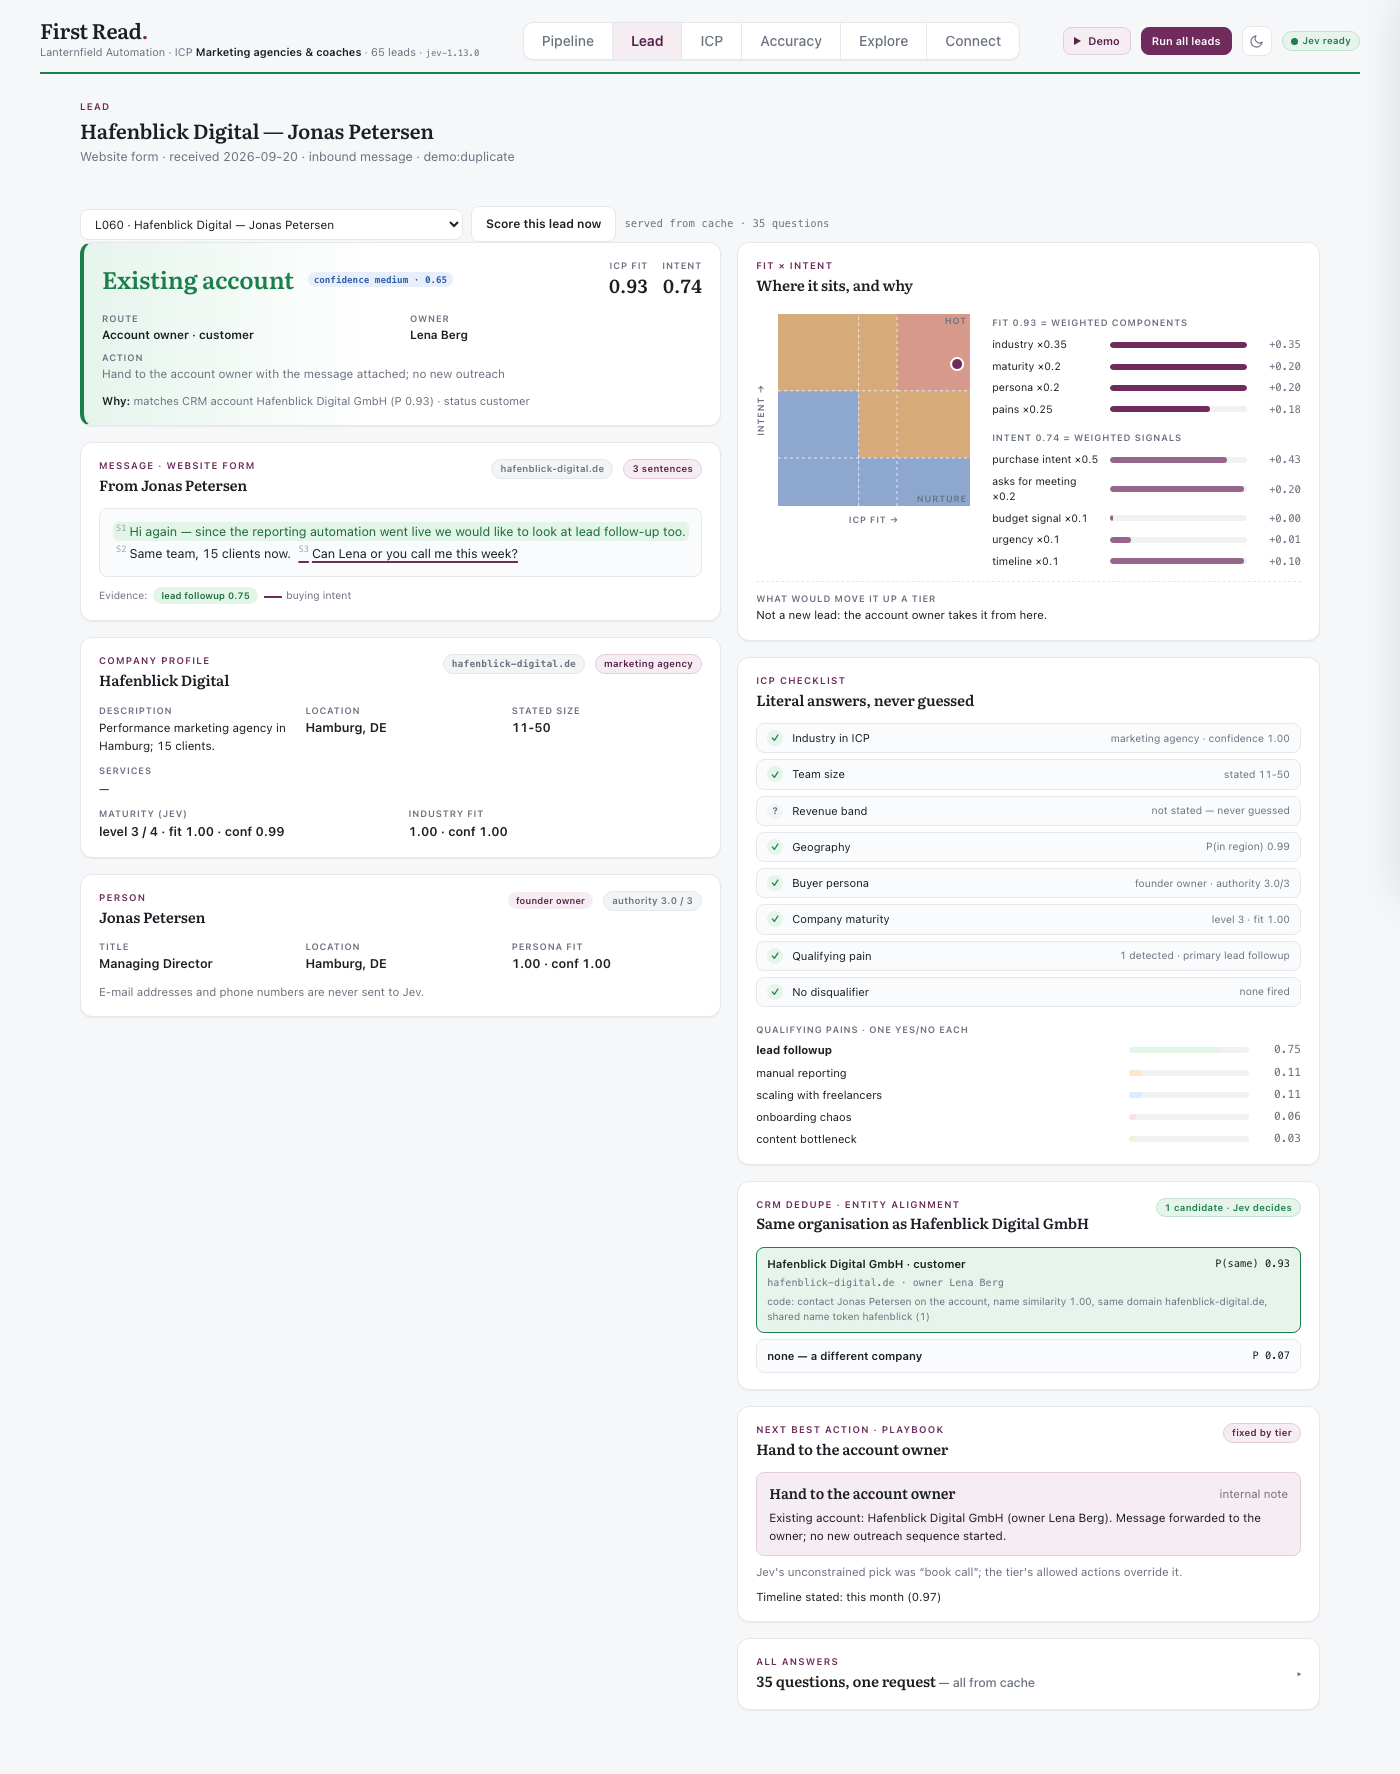 First Read.
Lanternfield Automation · ICP Marketing agencies & coaches · 65 leads · jev-1.13.0
Pipeline
Lead
ICP
Accuracy
Explore
Connect
Demo
Run all leads
Jev ready
LEAD
Hafenblick Digital — Jonas Petersen
Website form · received 2026-09-20 · inbound message · demo:duplicate
L060 · Hafenblick Digital — Jonas Petersen
Score this lead now
served from cache · 35 questions
Existing account
confidence medium · 0.65
ICP FIT
0.93
INTENT
0.74
ROUTE
Account owner · customer
OWNER
Lena Berg
ACTION
Hand to the account owner with the message attached; no new outreach
Why: matches CRM account Hafenblick Digital GmbH (P 0.93) · status customer
MESSAGE · WEBSITE FORM
hafenblick-digital.de
3 sentences
From Jonas Petersen
S1 Hi again — since the reporting automation went live we would like to look at lead follow-up too.
S2 Same team, 15 clients now. S3 Can Lena or you call me this week?
Evidence: lead followup 0.75 buying intent
COMPANY PROFILE
hafenblick-digital.de
marketing agency
Hafenblick Digital
DESCRIPTION
Performance marketing agency in
Hamburg; 15 clients.
LOCATION
Hamburg, DE
STATED SIZE
11-50
SERVICES
—
MATURITY (JEV)
level 3 / 4 · fit 1.00 · conf 0.99
INDUSTRY FIT
1.00 · conf 1.00
PERSON
founder owner
authority 3.0 / 3
Jonas Petersen
TITLE
Managing Director
LOCATION
Hamburg, DE
PERSONA FIT
1.00 · conf 1.00
E-mail addresses and phone numbers are never sent to Jev.
FIT × INTENT
Where it sits, and why
HOT
NURTURE
INTENT →
ICP FIT →
FIT 0.93 = WEIGHTED COMPONENTS
industry ×0.35 +0.35
maturity ×0.2 +0.20
persona ×0.2 +0.20
pains ×0.25 +0.18
INTENT 0.74 = WEIGHTED SIGNALS
purchase intent ×0.5 +0.43
asks for meeting
×0.2 +0.20
budget signal ×0.1 +0.00
urgency ×0.1 +0.01
timeline ×0.1 +0.10
WHAT WOULD MOVE IT UP A TIER
Not a new lead: the account owner takes it from here.
ICP CHECKLIST
Literal answers, never guessed
Industry in ICP marketing agency · confidence 1.00
Team size stated 11-50
? Revenue band not stated — never guessed
Geography P(in region) 0.99
Buyer persona founder owner · authority 3.0/3
Company maturity level 3 · fit 1.00
Qualifying pain 1 detected · primary lead followup
No disqualifier none fired
QUALIFYING PAINS · ONE YES/NO EACH
lead followup 0.75
manual reporting 0.11
scaling with freelancers 0.11
onboarding chaos 0.06
content bottleneck 0.03
CRM DEDUPE · ENTITY ALIGNMENT
1 candidate · Jev decides
Same organisation as Hafenblick Digital GmbH
Hafenblick Digital GmbH · customer P(same) 0.93
hafenblick-digital.de · owner Lena Berg
code: contact Jonas Petersen on the account, name similarity 1.00, same domain hafenblick-digital.de,
shared name token hafenblick (1)
none — a different company P 0.07
NEXT BEST ACTION · PLAYBOOK
fixed by tier
Hand to the account owner
Hand to the account owner internal note
Existing account: Hafenblick Digital GmbH (owner Lena Berg). Message forwarded to the
owner; no new outreach sequence started.
Jev's unconstrained pick was “book call”; the tier's allowed actions override it.
Timeline stated: this month (0.97)
ALL ANSWERS
35 questions, one request — all from cache